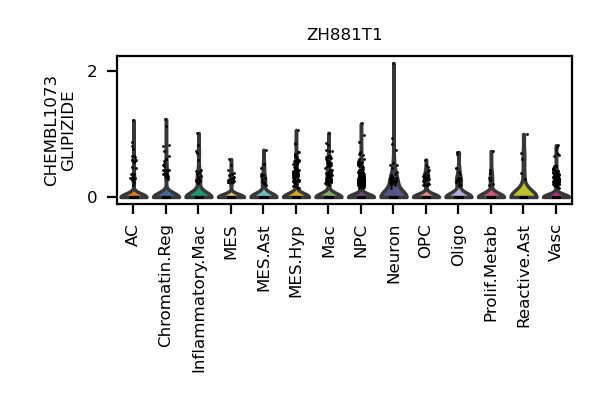 ZH881T1
CHEMBL1073
GLIPIZIDE
2
0
AC
Chromatin.Reg
Inflammatory.Mac
MES
MES.Ast
MES.Hyp
Mac
NPC
Neuron
OPC
Oligo
Prolif.Metab
Reactive.Ast
Vasc